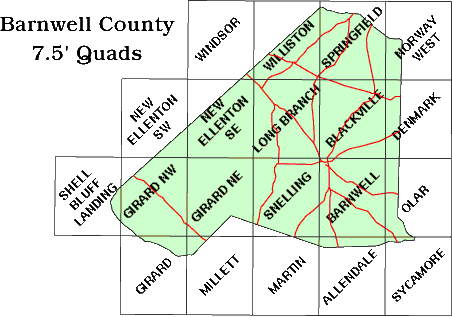 Barnwell County
7.5' Quads
WINDSOR
WILLISTON
SPRINGFIELD
NORWAY
WEST
NEW
ELLENTON
SW
NEW
ELLENTON
SE
LONG BRANCH
BLACKVILLE
DENMARK
SHELL
BLUFF
LANDING
GIRARD NW
GIRARD NE
SNELLING
BARNWELL
OLAR
GIRARD
MILLETT
MARTIN
ALLENDALE
SYCAMORE